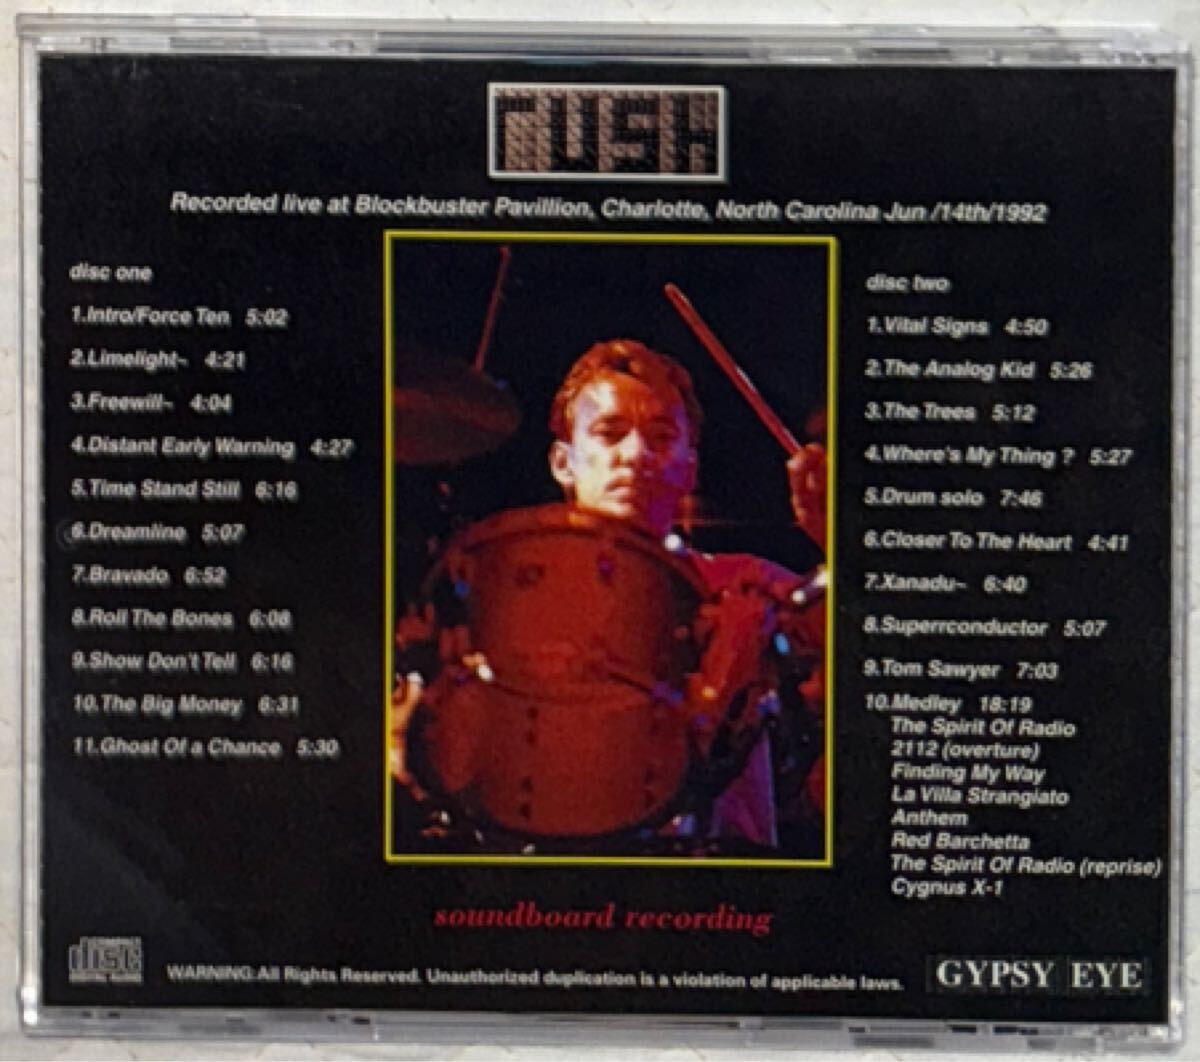 rush
Recorded live at Blockbuster Pavillion, Charlotte, North Carolina Jun /14th/1992
disc one
1.Intro/Force Ten 5:02
2.Limelight~ 4:21
3.Freewill~ 4:04
4.Distant Early Warning 4:27
5.Time Stand Still 6:16
6.Dreamline 5:07
7.Bravado 6:52
8.Roll The Bones 6:08
9.Show Don't Tell 6:16
10.The Big Money 6:31
11.Ghost Of a Chance 5:30
disc two
1.Vital Signs 4:50
2.The Analog Kid 5:26
3.The Trees 5:12
4.Where's My Thing ? 5:27
5.Drum solo 7:46
6.Closer To The Heart 4:41
7.Xanadu~ 6:40
8.Superrconductor 5:07
9.Tom Sawyer 7:03
10.Medley 18:19
The Spirit Of Radio
2112 (overture)
Finding My Way
La Villa Strangiato
Anthem
Red Barchetta
The Spirit Of Radio (reprise)
Cygnus X-1
soundboard recording
COMPACT
disc
DIGITAL AUDIO
WARNING:All Rights Reserved. Unauthorized duplication is a violation of applicable laws.
GYPSY EYE